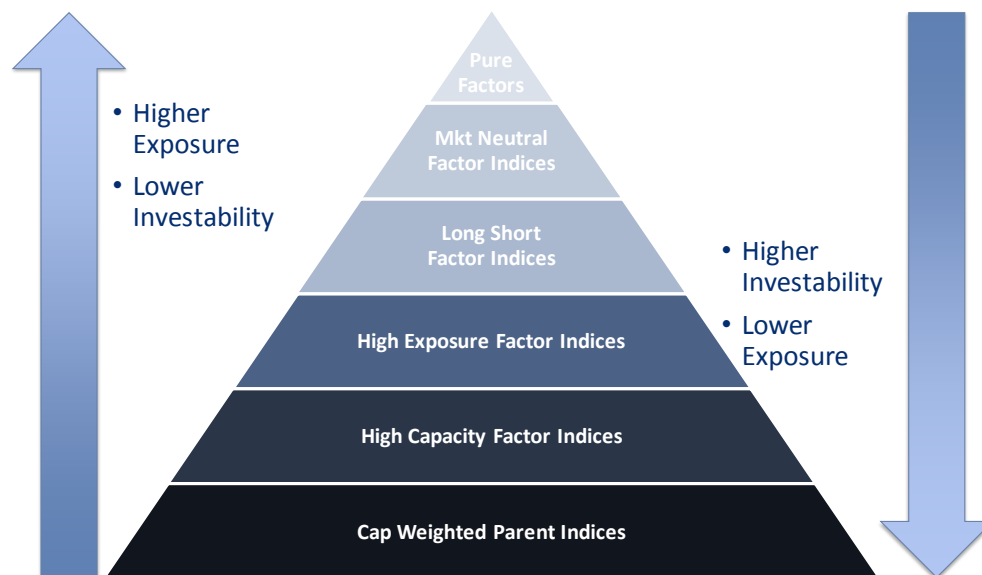 Pure
Factors
• Higher
Exposure
• Lower
Investability
Mkt Neutral
Factor Indices
Long Short
Factor Indices
• Higher
Investability
• Lower
Exposure
High Exposure Factor Indices
High Capacity Factor Indices
Cap Weighted Parent Indices